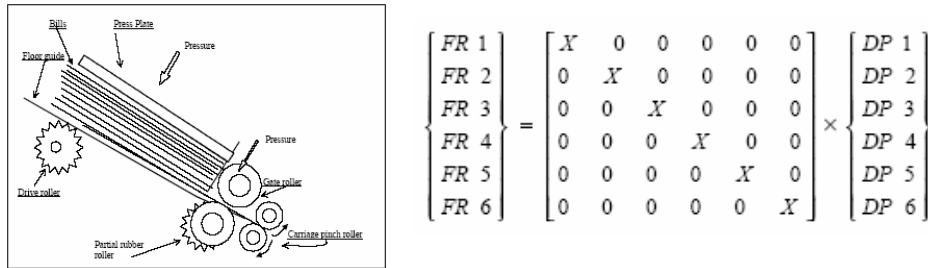 Bills
Press Plate
Pressure
Floor guide
Pressure
Gate roller
Drive roller
Carriage pinch roller
Partial rubber
roller
FR 1 X 0 0 0 0 0 DP 1
FR 2 0 X 0 0 0 0 DP 2
FR 3 0 0 X 0 0 0 DP 3
FR 4 = 0 0 0 X 0 0 × DP 4
FR 5 0 0 0 0 X 0 DP 5
FR 6 0 0 0 0 0 X DP 6